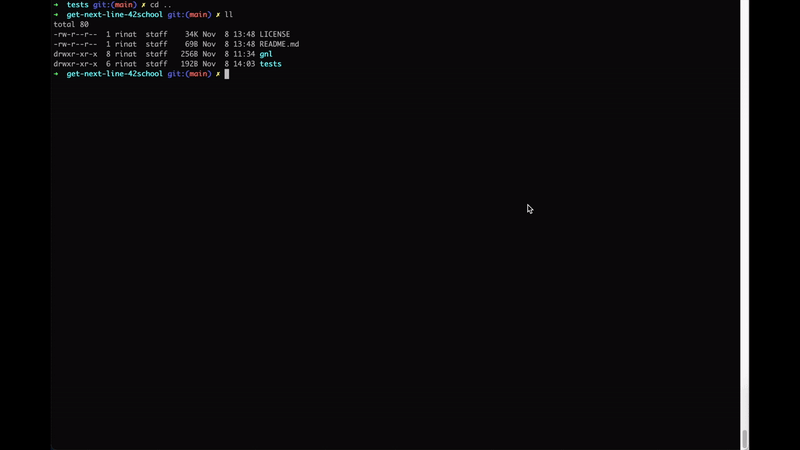 ➜  tests git:(main) ✗ cd ..
➜  get-next-line-42school git:(main) ✗ ll
total 80
-rw-r--r--  1 rinat  staff    34K Nov  8 13:48 LICENSE
-rw-r--r--  1 rinat  staff    69B Nov  8 13:48 README.md
drwxr-xr-x  8 rinat  staff   256B Nov  8 11:34 gnl
drwxr-xr-x  6 rinat  staff   192B Nov  8 14:03 tests
➜  get-next-line-42school git:(main) ✗